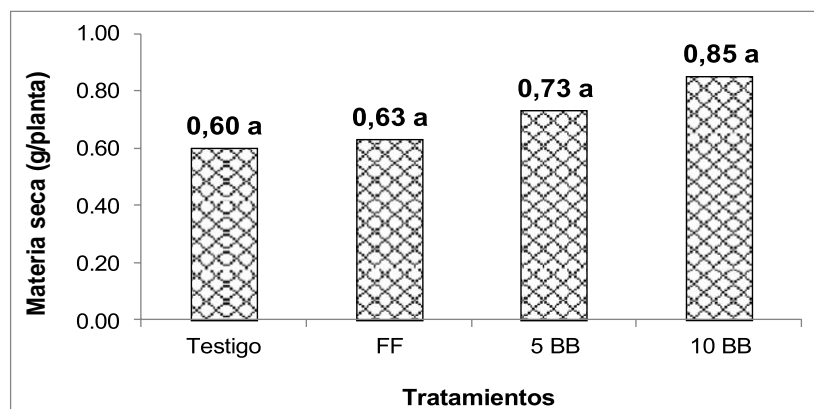 Materia seca (g/planta)
1.00
0.80
0.60
0.40
0.20
0.00
0,60 a
0,63 a
0,73 a
0,85 a
Testigo
FF
5 BB
10 BB
Tratamientos